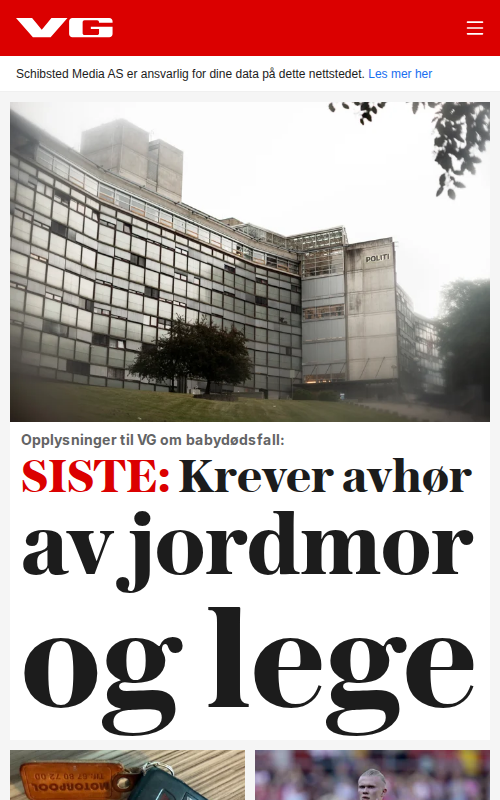 VG
Schibsted Media AS er ansvarlig for dine data på dette nettstedet. Les mer her
POLITI
Opplysninger til VG om babydødsfall:
SISTE: Krever avhør
av jordmor
og lege
MOTORPOOL